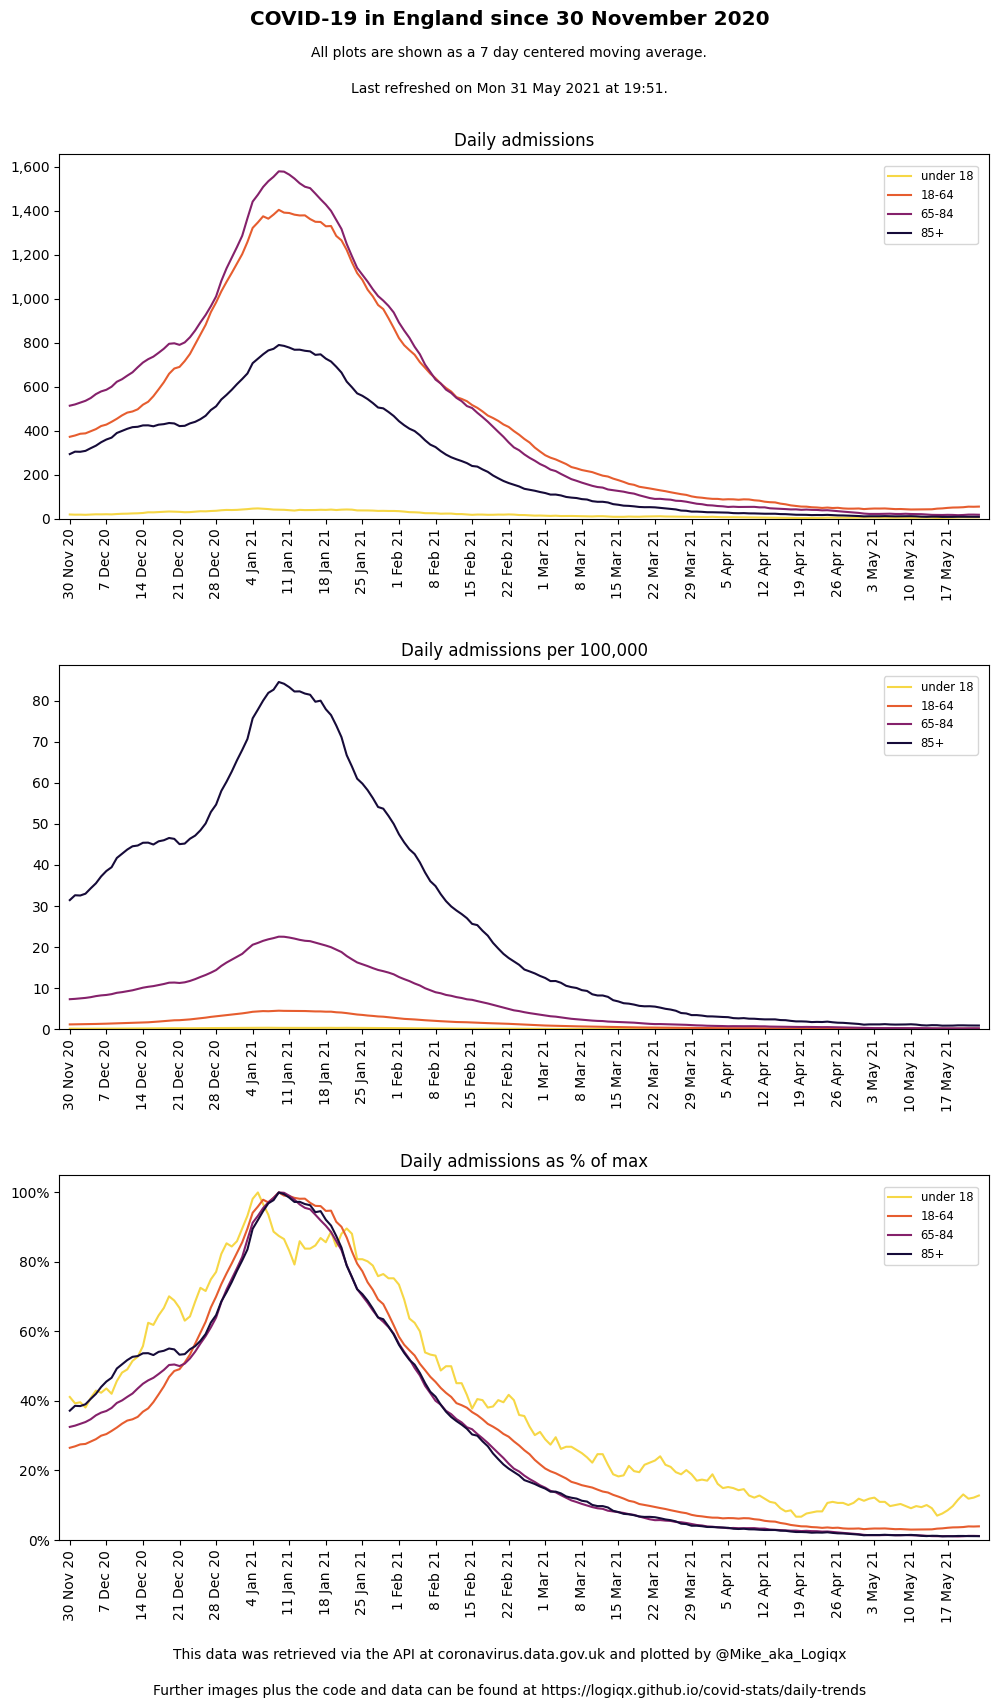 COVID-19 in England since 30 November 2020
All plots are shown as a 7 day centered moving average.
Last refreshed on Mon 31 May 2021 at 19:51.
Daily admissions
1,600
1,400
1,200
1,000
800
600
400
200
0
under 18
18-64
65-84
85+
30 Nov 20
7 Dec 20
14 Dec 20
21 Dec 20
28 Dec 20
4 Jan 21
11 Jan 21
18 Jan 21
25 Jan 21
1 Feb 21
8 Feb 21
15 Feb 21
22 Feb 21
1 Mar 21
8 Mar 21
15 Mar 21
22 Mar 21
29 Mar 21
5 Apr 21
12 Apr 21
19 Apr 21
26 Apr 21
3 May 21
10 May 21
17 May 21
Daily admissions per 100,000
80
70
60
50
40
30
20
10
0
under 18
18-64
65-84
85+
30 Nov 20
7 Dec 20
14 Dec 20
21 Dec 20
28 Dec 20
4 Jan 21
11 Jan 21
18 Jan 21
25 Jan 21
1 Feb 21
8 Feb 21
15 Feb 21
22 Feb 21
1 Mar 21
8 Mar 21
15 Mar 21
22 Mar 21
29 Mar 21
5 Apr 21
12 Apr 21
19 Apr 21
26 Apr 21
3 May 21
10 May 21
17 May 21
Daily admissions as % of max
100%
80%
60%
40%
20%
0%
under 18
18-64
65-84
85+
30 Nov 20
7 Dec 20
14 Dec 20
21 Dec 20
28 Dec 20
4 Jan 21
11 Jan 21
18 Jan 21
25 Jan 21
1 Feb 21
8 Feb 21
15 Feb 21
22 Feb 21
1 Mar 21
8 Mar 21
15 Mar 21
22 Mar 21
29 Mar 21
5 Apr 21
12 Apr 21
19 Apr 21
26 Apr 21
3 May 21
10 May 21
17 May 21
This data was retrieved via the API at coronavirus.data.gov.uk and plotted by @Mike_aka_Logiqx
Further images plus the code and data can be found at https://logiqx.github.io/covid-stats/daily-trends